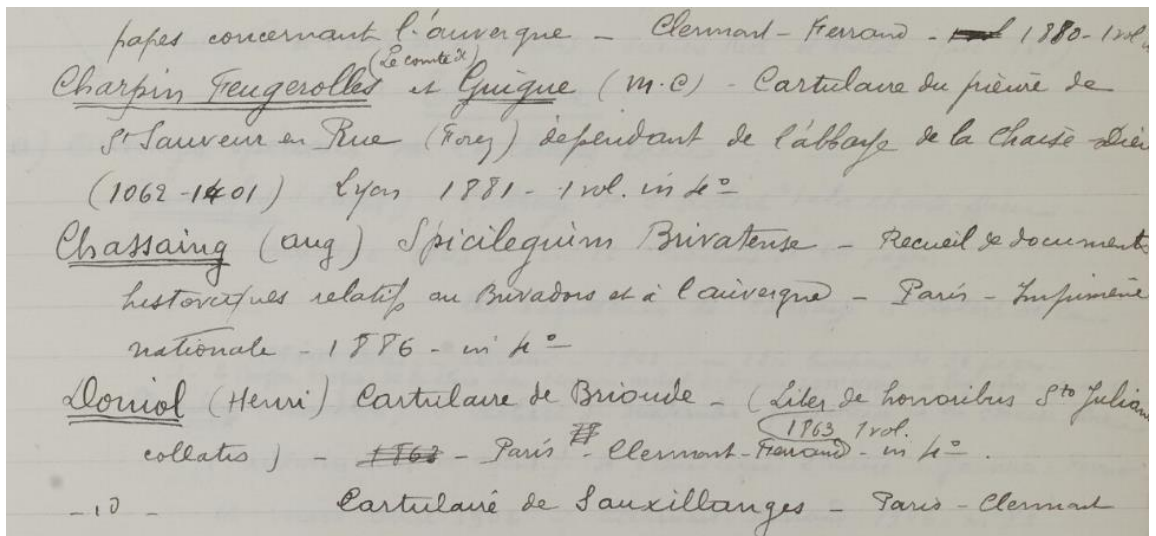 papes concernant l'auvergne - Clermont-Ferrand - 1880 - 1 vol
(Le comte de)
Charpin Feugerolles et Guigue (M.C) - Cartulaire du prieuré de
St Sauveur en Rue (Forez) dépendant de l'abbaye de la Chaise-Dieu
(1062-1401) Lyon 1881 - 1 vol. in 4°
Chassaing (Aug) Spicilegium Brivatense - Recueil de documents
historiques relatifs au Brivadois et à l'auvergne - Paris - Imprimerie
nationale - 1886 - in 4°
Doniol (Henri) Cartulaire de Brioude - (Liber de honoribus Sto Juliano
1863 1 vol.
collatis) - 1863 - Paris - Clermont-Ferrand - in 4°.
- id - Cartulaire de Sauxillanges - Paris - Clermont